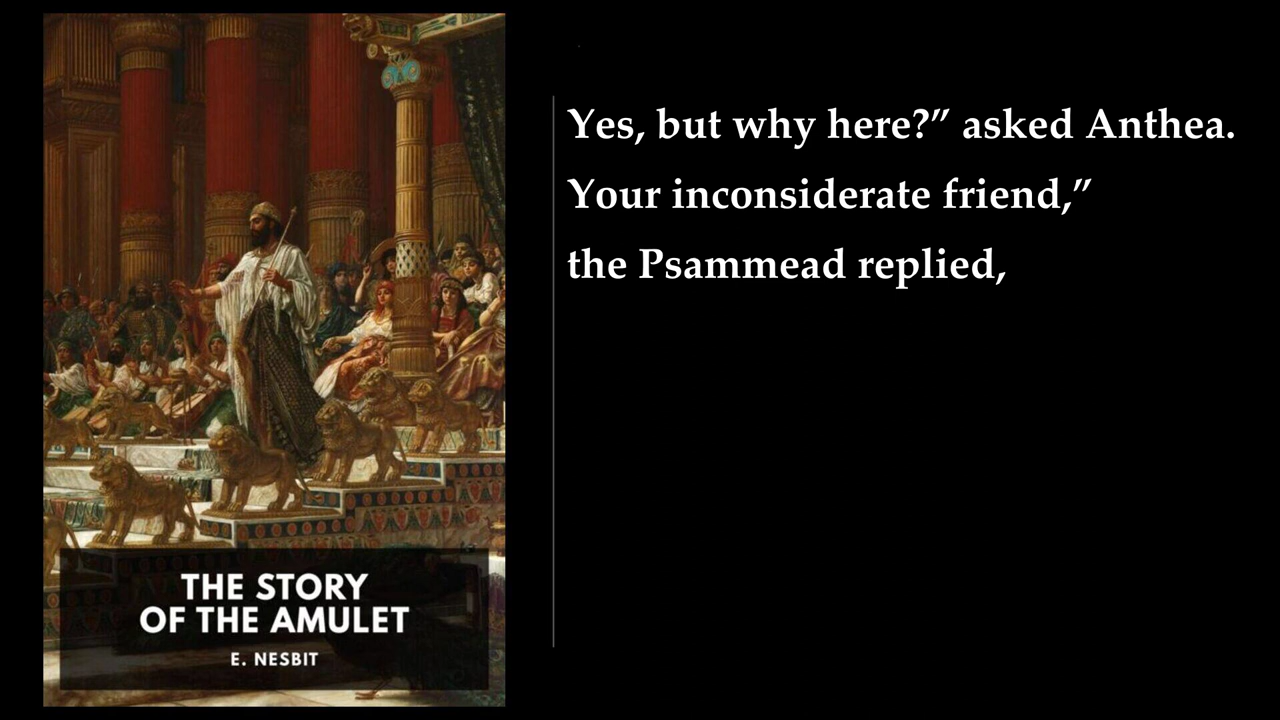 Yes, but why here?” asked Anthea.
Your inconsiderate friend,”
the Psammead replied,
THE STORY
OF THE AMULET
E. NESBIT